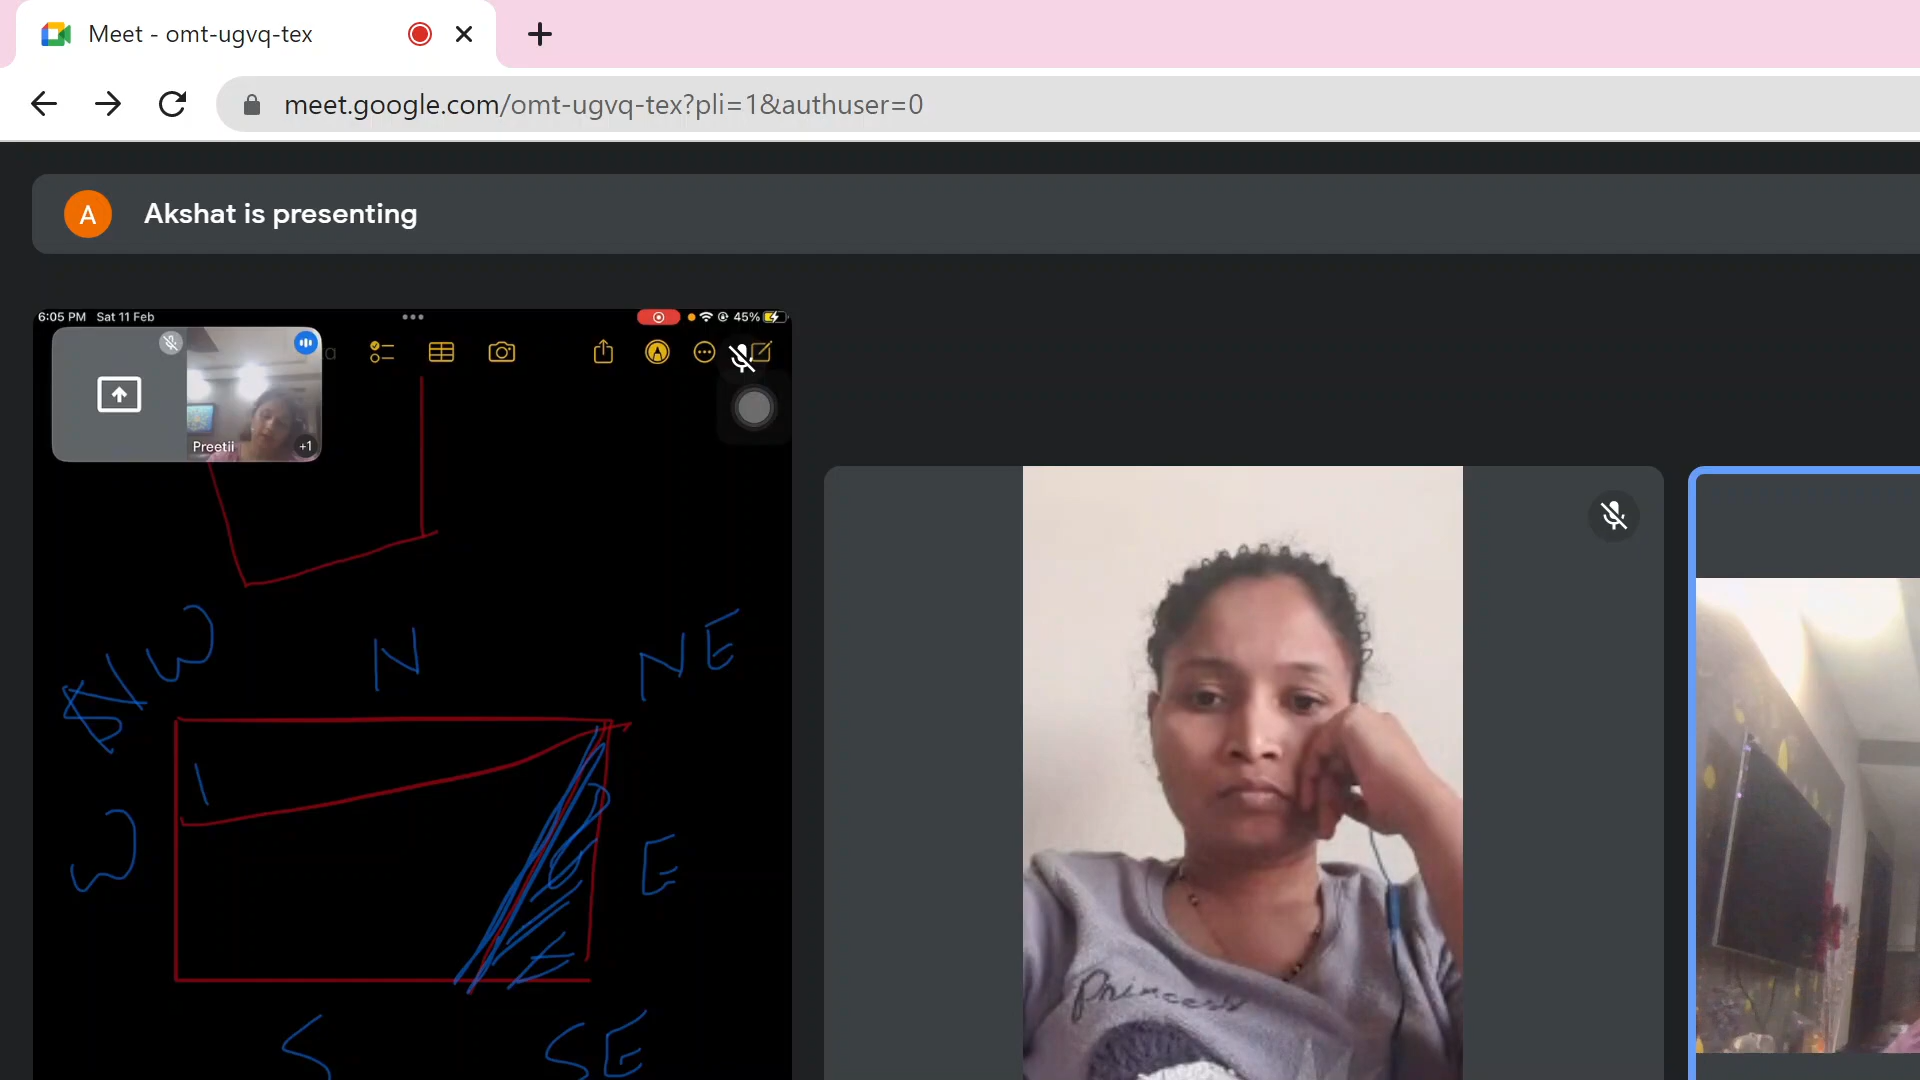 Meet - omt-ugvq-tex
meet.google.com/omt-ugvq-tex?pli=1&authuser=0
A
Akshat is presenting
6:05 PM Sat 11 Feb
45%
a
Preetii
+1
NW N NE
W E
S SE
Princess